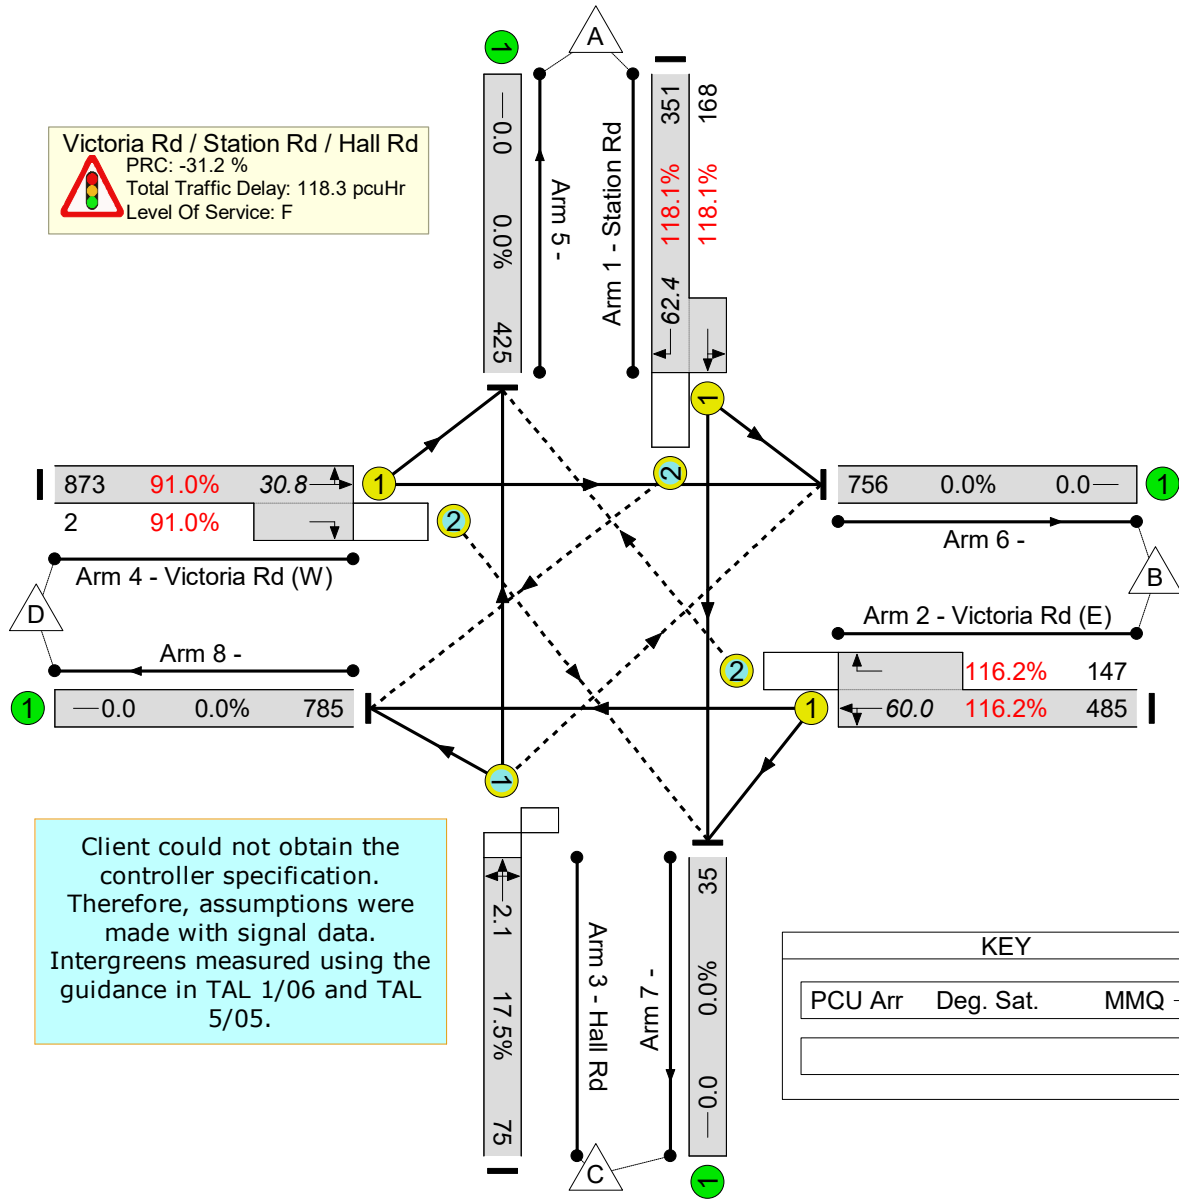 A
1
Victoria Rd / Station Rd / Hall Rd
PRC: -31.2 %
Total Traffic Delay: 118.3 pcuHr
Level Of Service: F
0.0
0.0%
425
Arm 5 -
Arm 1 - Station Rd
351
118.1%
62.4
168
118.1%
1
2
873 91.0% 30.8
1
2 91.0%
2
Arm 4 - Victoria Rd (W)
D
Arm 8 -
1
0.0 0.0% 785
756 0.0% 0.0
1
Arm 6 -
B
Arm 2 - Victoria Rd (E)
2
116.2% 147
1
60.0 116.2% 485
1
Client could not obtain the
controller specification.
Therefore, assumptions were
made with signal data.
Intergreens measured using the
guidance in TAL 1/06 and TAL
5/05.
2.1
17.5%
75
Arm 3 - Hall Rd
Arm 7 -
35
0.0%
0.0
C
1
KEY
PCU Arr Deg. Sat. MMQ